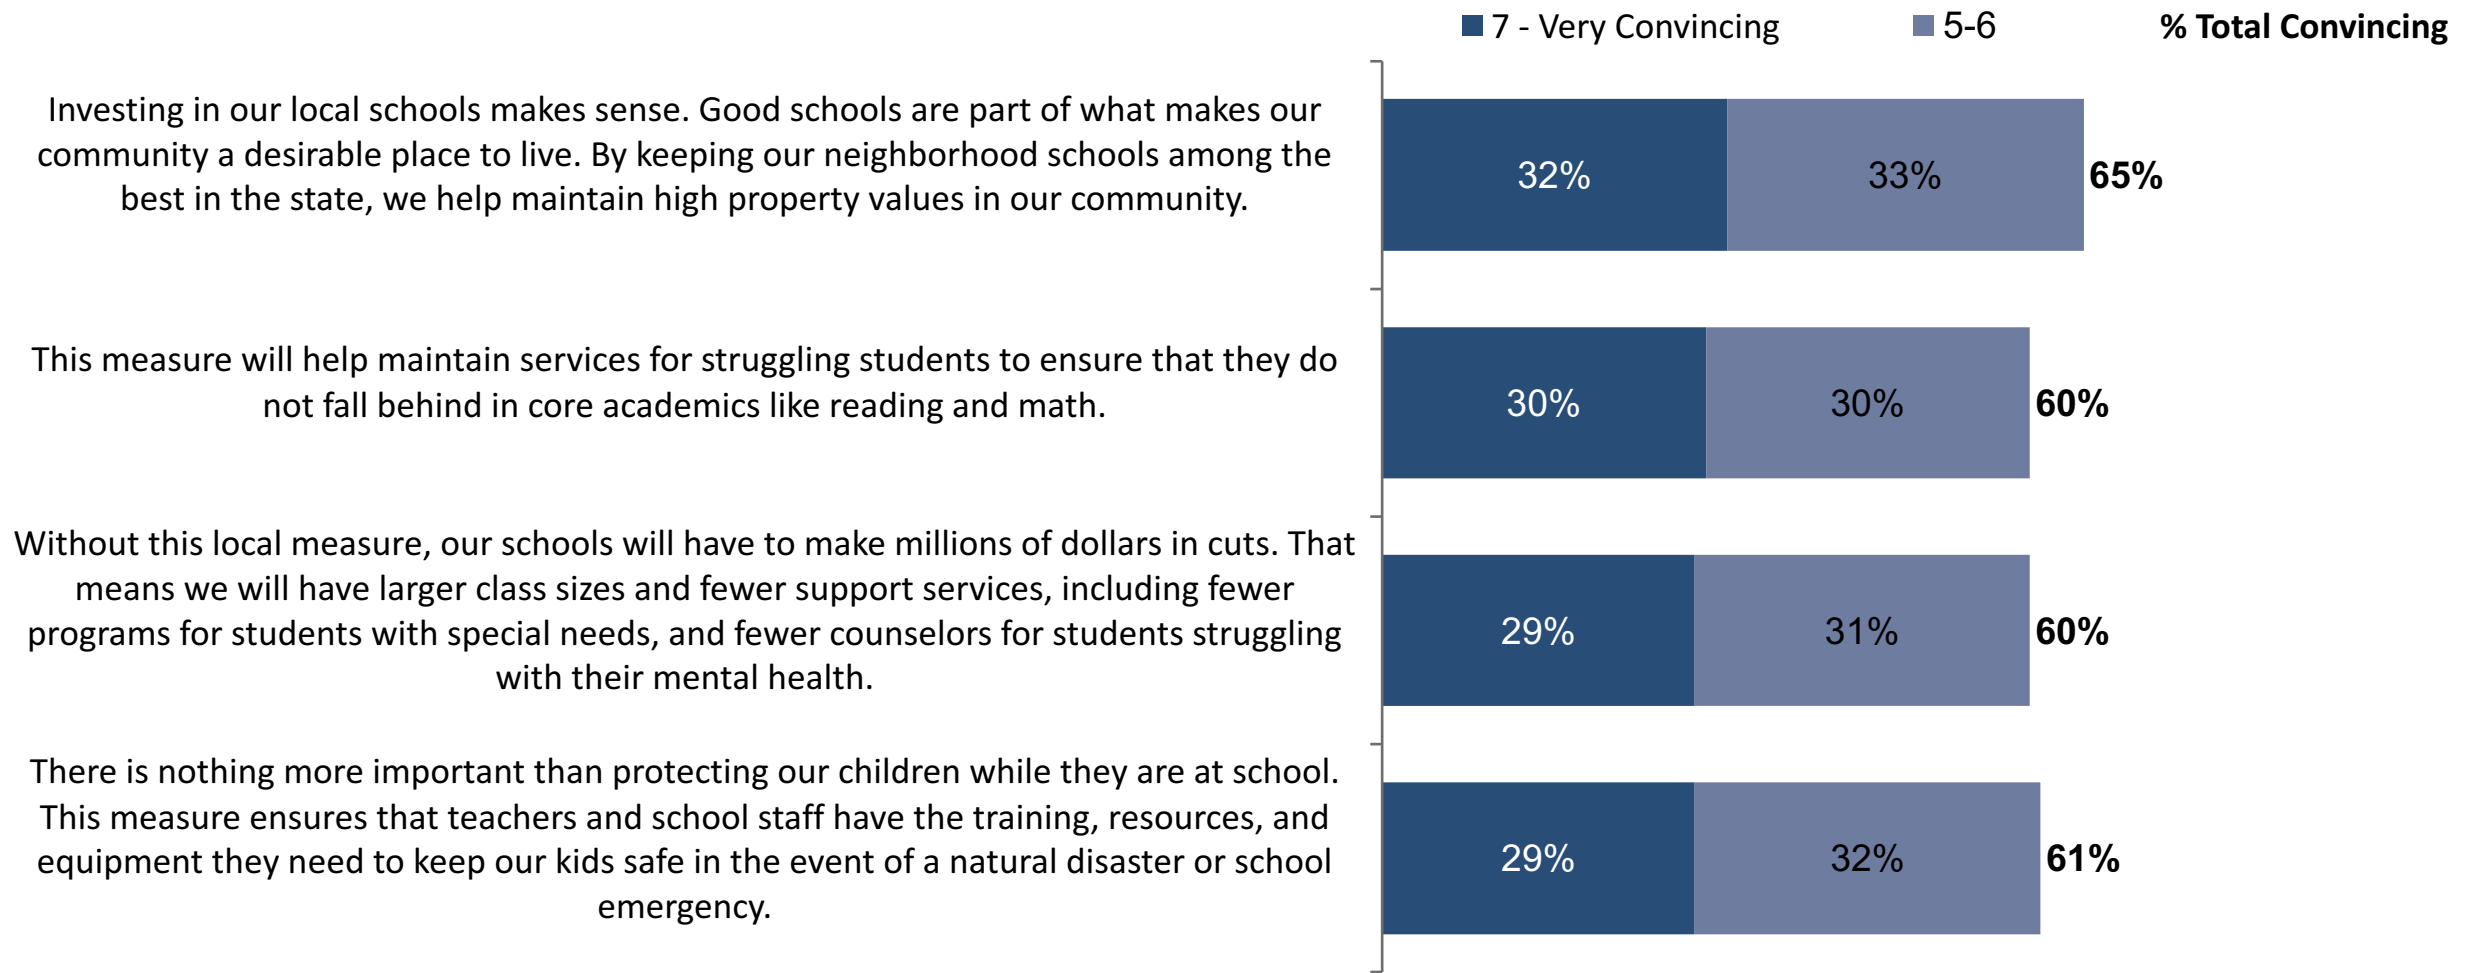 7 - Very Convincing 5-6 % Total Convincing
Investing in our local schools makes sense. Good schools are part of what makes our
community a desirable place to live. By keeping our neighborhood schools among the
best in the state, we help maintain high property values in our community.
32% 33% 65%
This measure will help maintain services for struggling students to ensure that they do
not fall behind in core academics like reading and math.
30% 30% 60%
Without this local measure, our schools will have to make millions of dollars in cuts. That
means we will have larger class sizes and fewer support services, including fewer
programs for students with special needs, and fewer counselors for students struggling
with their mental health.
29% 31% 60%
There is nothing more important than protecting our children while they are at school.
This measure ensures that teachers and school staff have the training, resources, and
equipment they need to keep our kids safe in the event of a natural disaster or school
emergency.
29% 32% 61%